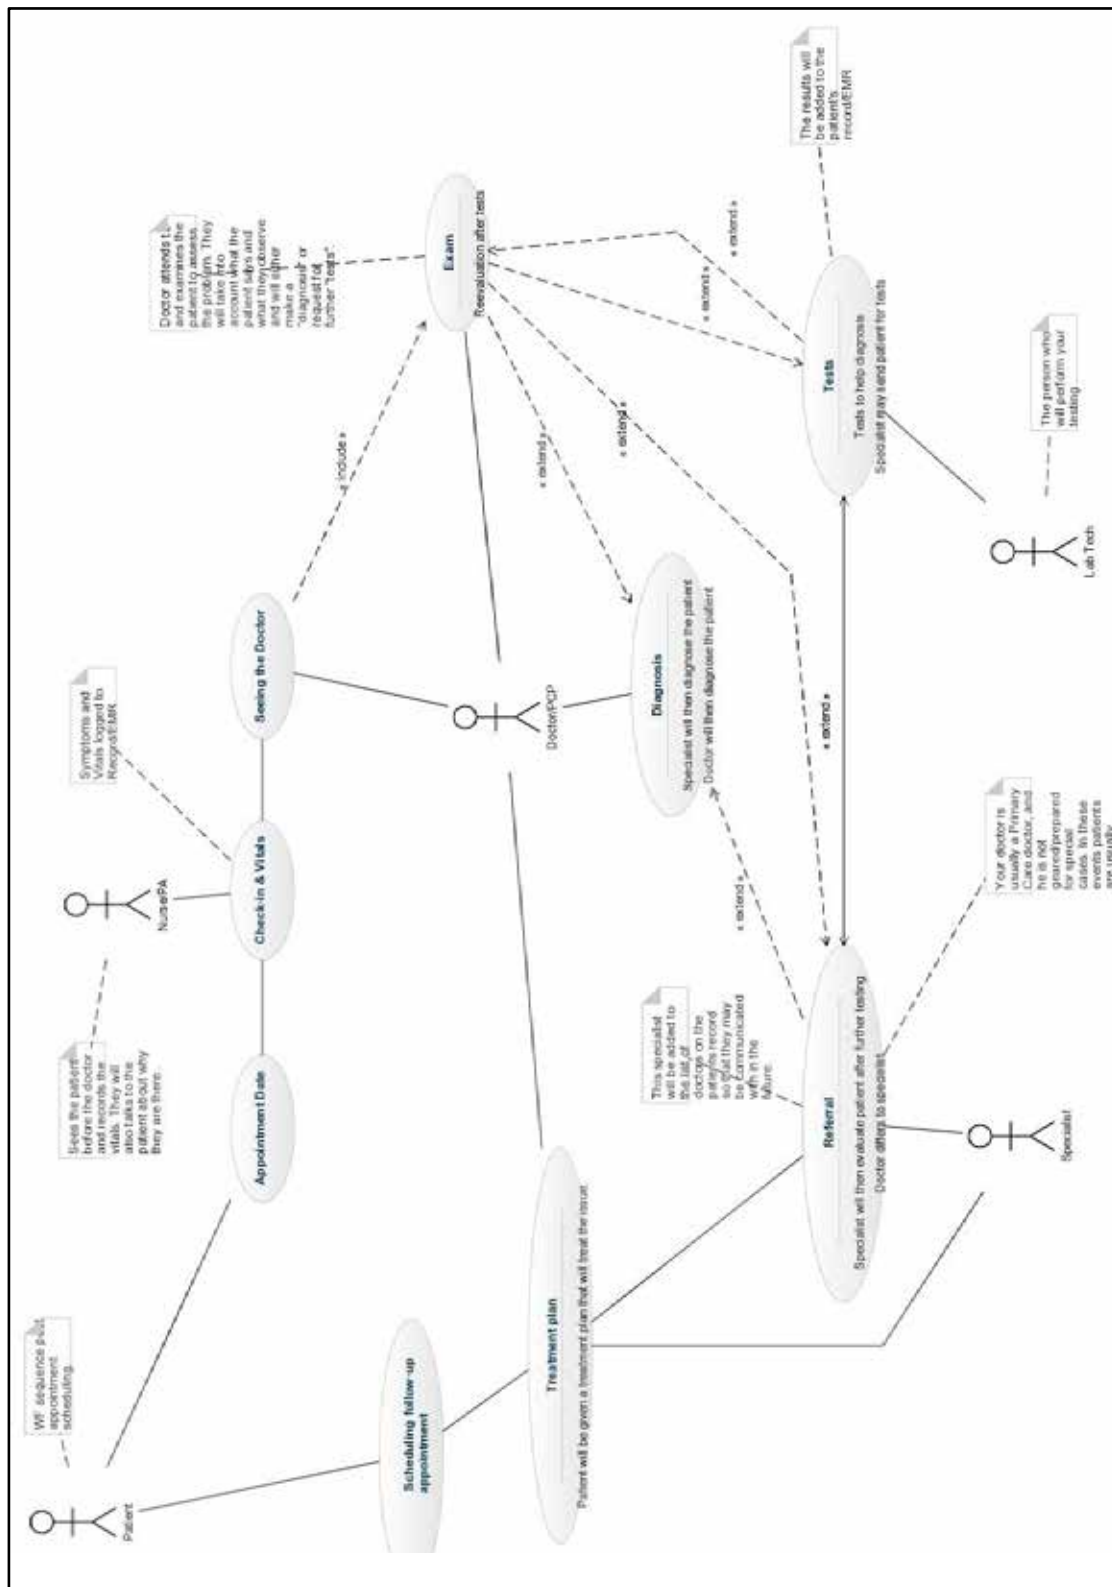 WF sequence post
appointment
scheduling.
Patient
Appointment Date
Sees the patient
before the doctor
and records the
vitals. They will
also talks to the
patient about why
they are there.
Nurse/PA
Check-in & Vitals
Symptoms and
Vitals logged to
Record/EMR
Seeing the Doctor
« include »
Doctor attends to
and examines the
patient to assess
the problem. They
will take into
account what the
patient says and
what they observe
and will either
make a
"diagnous" or
request for
further "tests".
Exam
Reevaluation after tests
Scheduling follow-up
appointment
Treatment plan
Patient will be given a treatment plan that will treat the issue.
Doctor/PCP
Diagnosis
Specialist will then diagnose the patient
Doctor will then diagnose the patient
« extend »
« extend »
« extend »
« extend »
« extend »
« extend »
This specialist
will be added to
the list of
doctors on the
patients record
so that they may
be communicated
with in the
future.
Referral
Specialist will then evaluate patient after further testing
Doctor differs to specialist
Tests
Tests to help diagnosis
Specialist may send patient for tests
The results will
be added to the
patient's
record/EMR
Specialist
Your doctor is
usually a Primary
Care doctor, and
he is not
geared/prepared
for special
cases. In these
events patients
are usually
Lab Tech
The person who
will perform your
testing